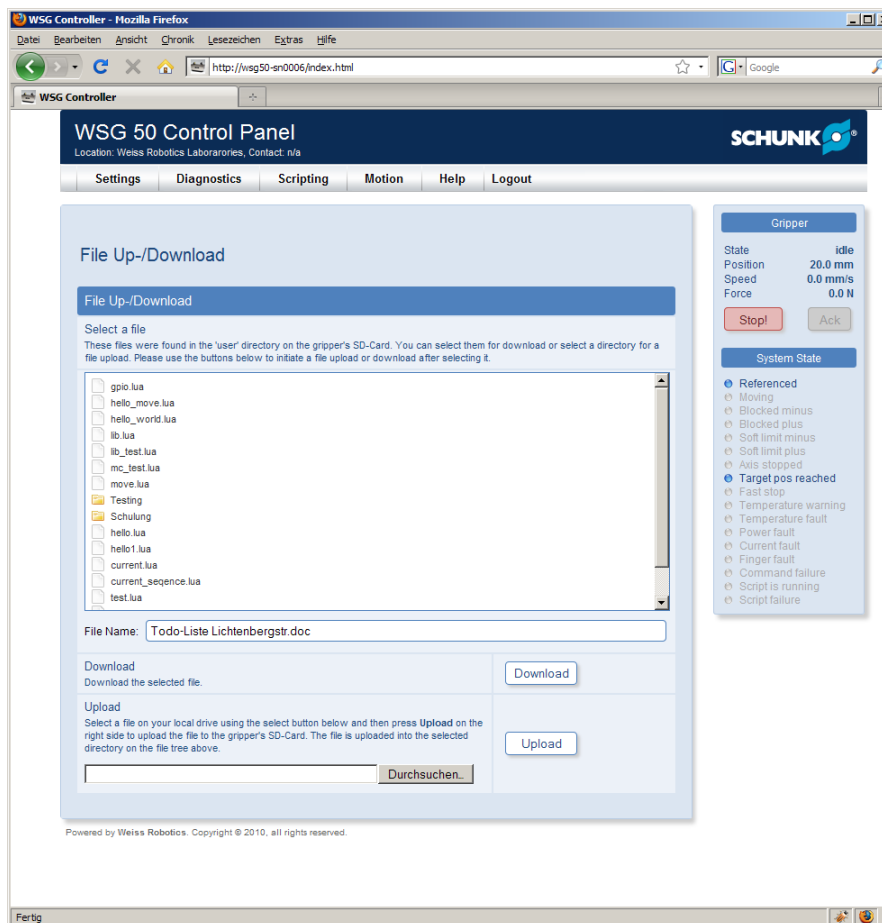 WSG Controller - Mozilla Firefox
Datei Bearbeiten Ansicht Chronik Lesezeichen Extras Hilfe
http://wsg50-sn0006/index.html
G Google
WSG Controller
WSG 50 Control Panel
Location: Weiss Robotics Laborarories, Contact: n/a
SCHUNK
Settings Diagnostics Scripting Motion Help Logout
File Up-/Download
File Up-/Download
Select a file
These files were found in the 'user' directory on the gripper's SD-Card. You can select them for download or select a directory for a
file upload. Please use the buttons below to initiate a file upload or download after selecting it.
gpio.lua
hello_move.lua
hello_world.lua
lib.lua
lib_test.lua
mc_test.lua
move.lua
Testing
Schulung
hello.lua
hello1.lua
current.lua
current_seqence.lua
test.lua
File Name: Todo-Liste Lichtenbergstr.doc
Download
Download the selected file.
Download
Upload
Select a file on your local drive using the select button below and then press Upload on the
right side to upload the file to the gripper's SD-Card. The file is uploaded into the selected
directory on the file tree above.
Upload
Durchsuchen..
Gripper
State idle
Position 20.0 mm
Speed 0.0 mm/s
Force 0.0 N
Stop! Ack
System State
Referenced
Moving
Blocked minus
Blocked plus
Soft limit minus
Soft limit plus
Axis stopped
Target pos reached
Fast stop
Temperature warning
Temperature fault
Power fault
Current fault
Finger fault
Command failure
Script is running
Script failure
Powered by Weiss Robotics. Copyright © 2010, all rights reserved.
Fertig